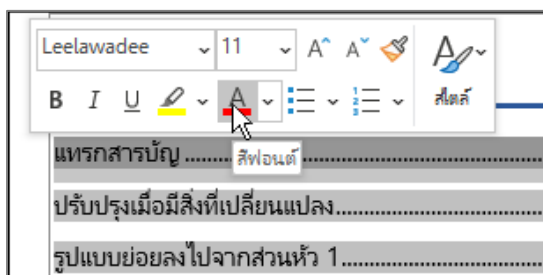 Leelawadee 11 A A
B I U A สไตล์
แทรกสารบัญ ........ สีฟอนต์ ........................................
ปรับปรุงเมื่อมีสิ่งที่เปลี่ยนแปลง........................................
รูปแบบย่อยลงไปจากส่วนหัว 1........................................